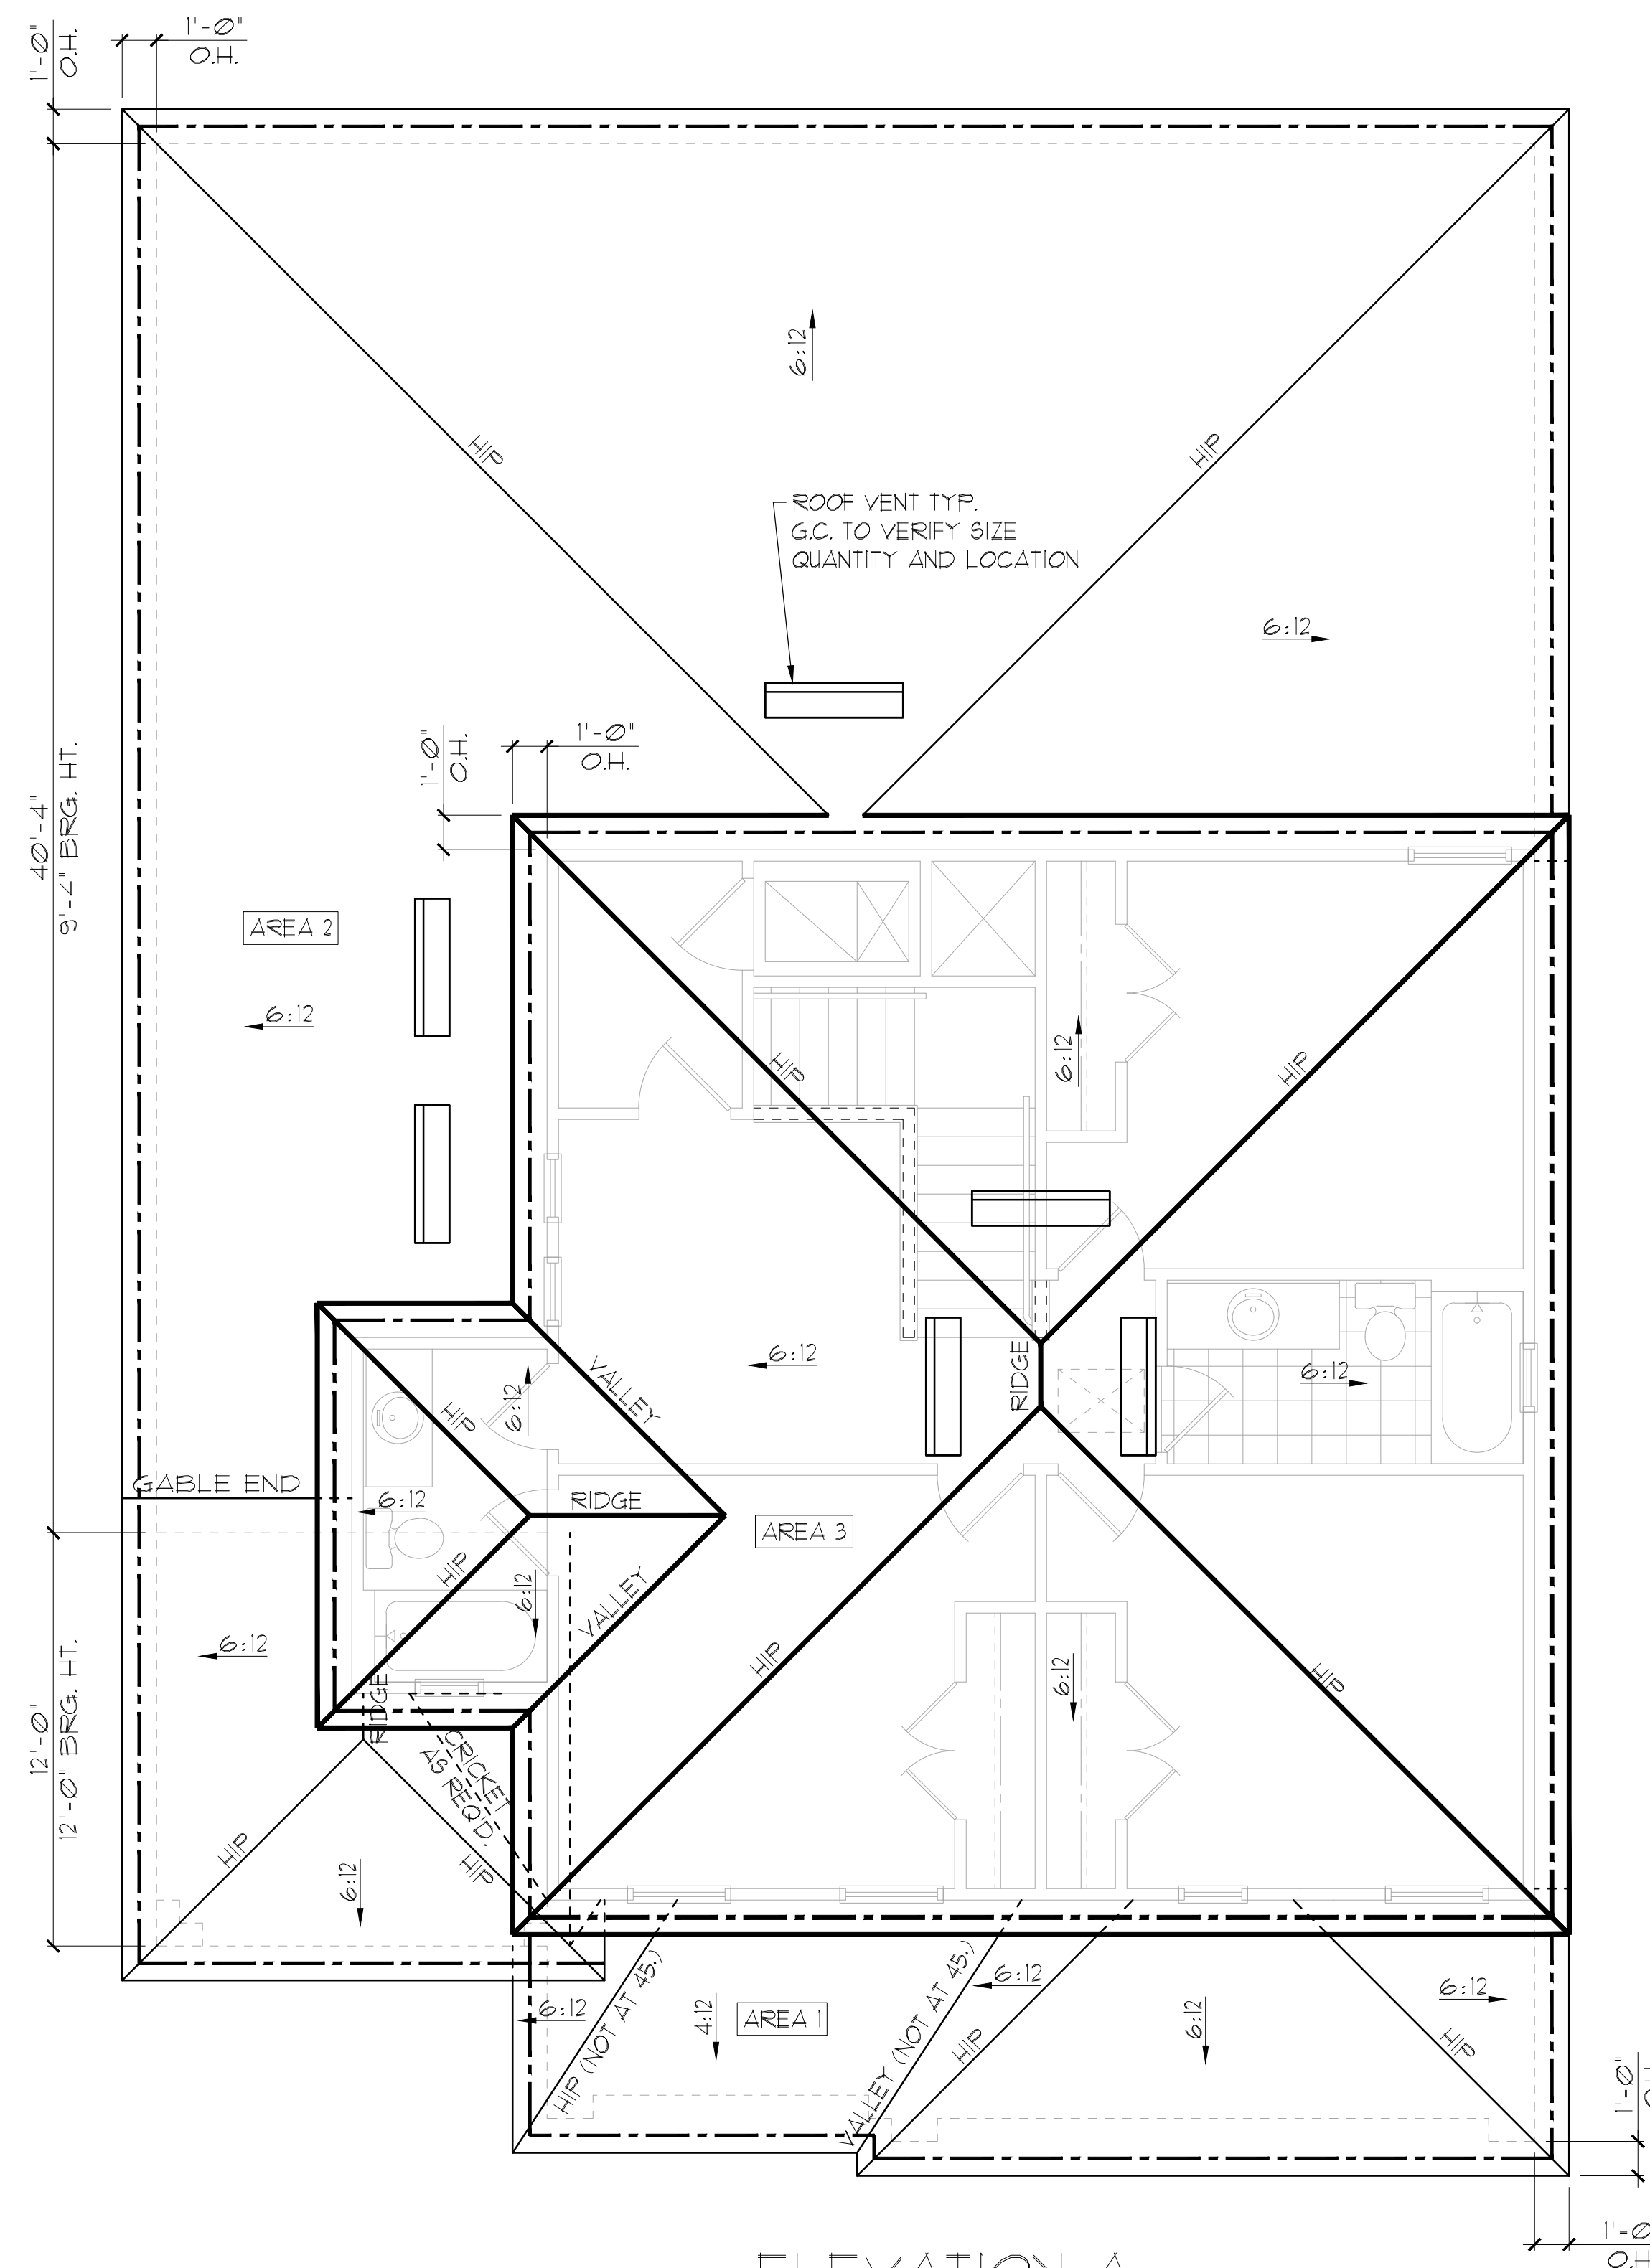 1'-0"
O.H.
1'-0"
O.H.
6:12
HIP
HIP
ROOF VENT TYP.
G.C. TO VERIFY SIZE
QUANTITY AND LOCATION
6:12
1'-0"
O.H.
1'-0"
O.H.
40'-4"
9'-4" BRG. HT.
AREA 2
6:12
HIP
6:12
HIP
6:12
RIDGE
6:12
VALLEY
HIP
6:12
GABLE END
6:12
RIDGE
AREA 3
HIP
6:12
VALLEY
6:12
HIP
6:12
HIP
12'-0"
12'-0" BRG. HT.
RIDGE
CRICKET
AS REQ'D.
HIP
6:12
HIP
6:12
HIP (NOT AT 45.)
4:12
AREA 1
VALLEY (NOT AT 45.)
6:12
HIP
6:12
6:12
HIP
1'-0"
ELEVATION A